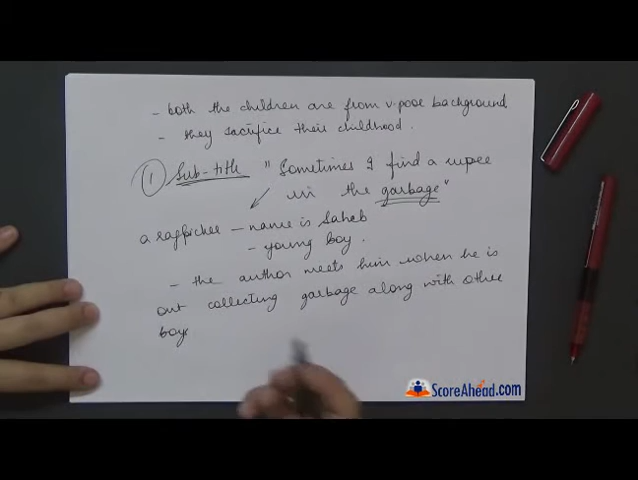 - both the children are from v.poor background
- they sacrifice their childhood.
1 Sub-title "Sometimes I find a rupee
in the garbage"
a ragpicker - name is Saheb
- young boy.
- the author meets him when he is
out collecting garbage along with other
boys
ScoreAhead.com